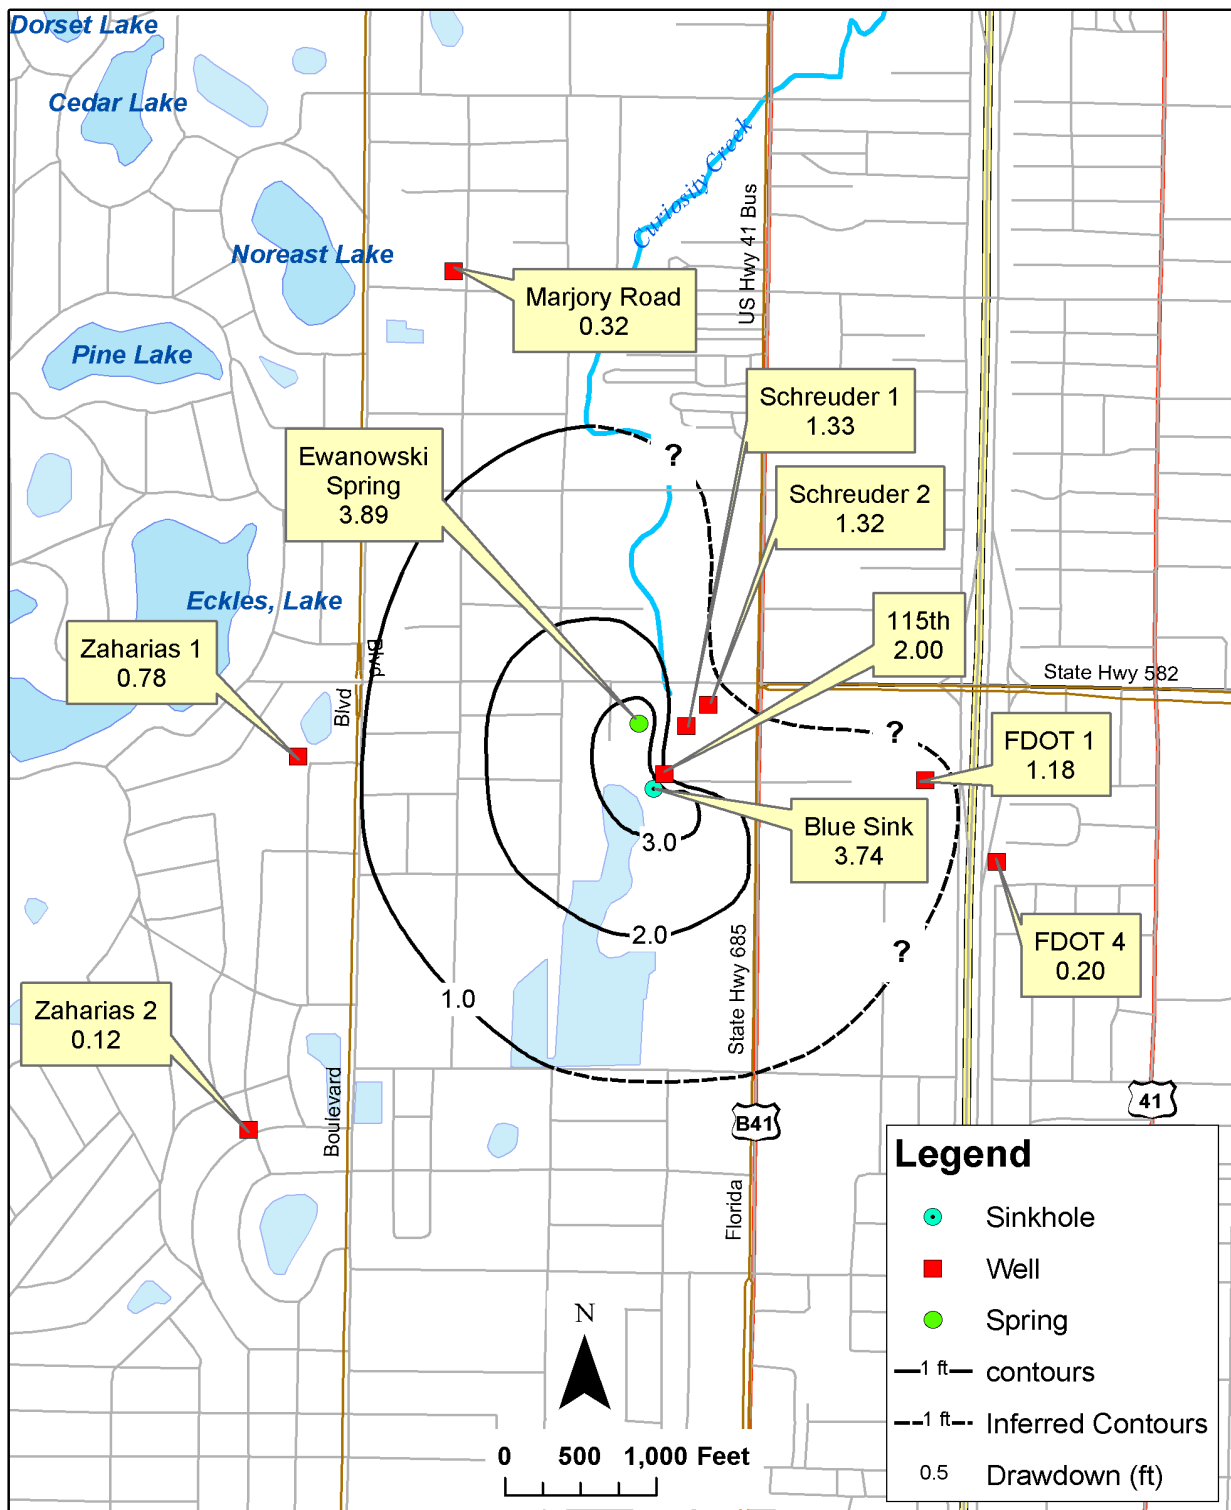 Dorset Lake
Cedar Lake
Curiosity Creek
US Hwy 41 Bus
Noreast Lake
Marjory Road
0.32
Pine Lake
Schreuder 1
1.33
?
Ewanowski
Spring
3.89
Schreuder 2
1.32
Eckles, Lake
115th
2.00
Zaharias 1
0.78
Blvd
Blvd
State Hwy 582
?
FDOT 1
1.18
Blue Sink
3.74
3.0
2.0
State Hwy 685
?
FDOT 4
0.20
1.0
Zaharias 2
0.12
Boulevard
B41
41
Florida
Legend
Sinkhole
Well
Spring
1 ft contours
1 ft Inferred Contours
0.5 Drawdown (ft)
N
0 500 1,000 Feet